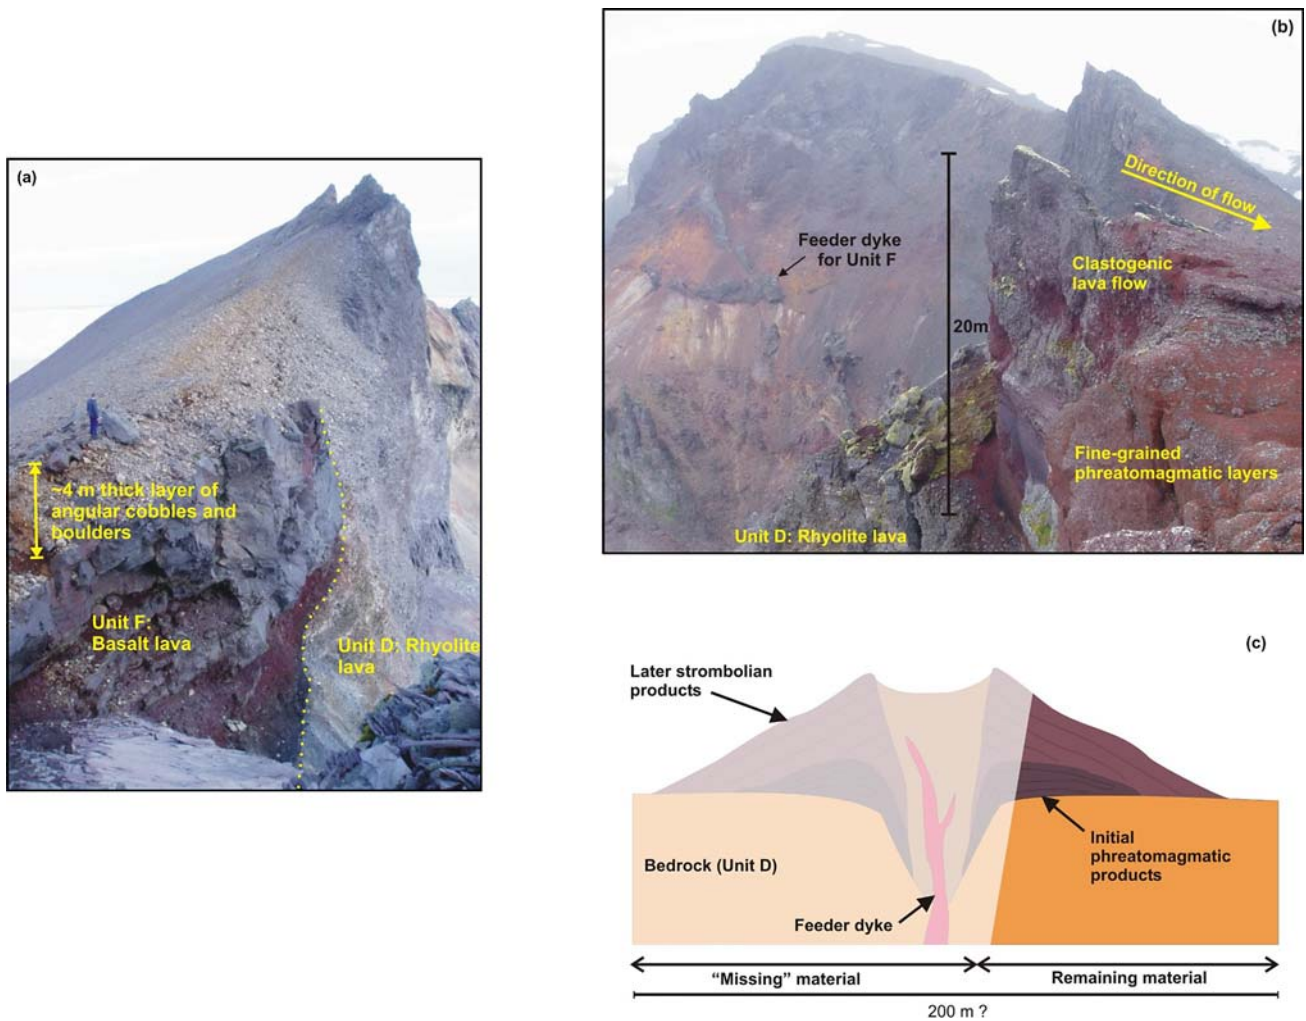 (a)
~4 m thick layer of
angular cobbles and
boulders
Unit F:
Basalt lava
Unit D: Rhyolite
lava
(b)
Direction of flow
Feeder dyke
for Unit F
Clastogenic
lava flow
20m
Fine-grained
phreatomagmatic layers
Unit D: Rhyolite lava
(c)
Later strombolian
products
Bedrock (Unit D)
Initial
phreatomagmatic
products
Feeder dyke
“Missing” material
Remaining material
200 m ?